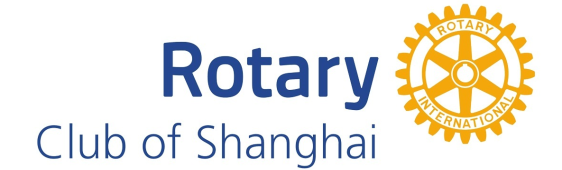 Rotary
Club of Shanghai
ROTARY
INTERNATIONAL